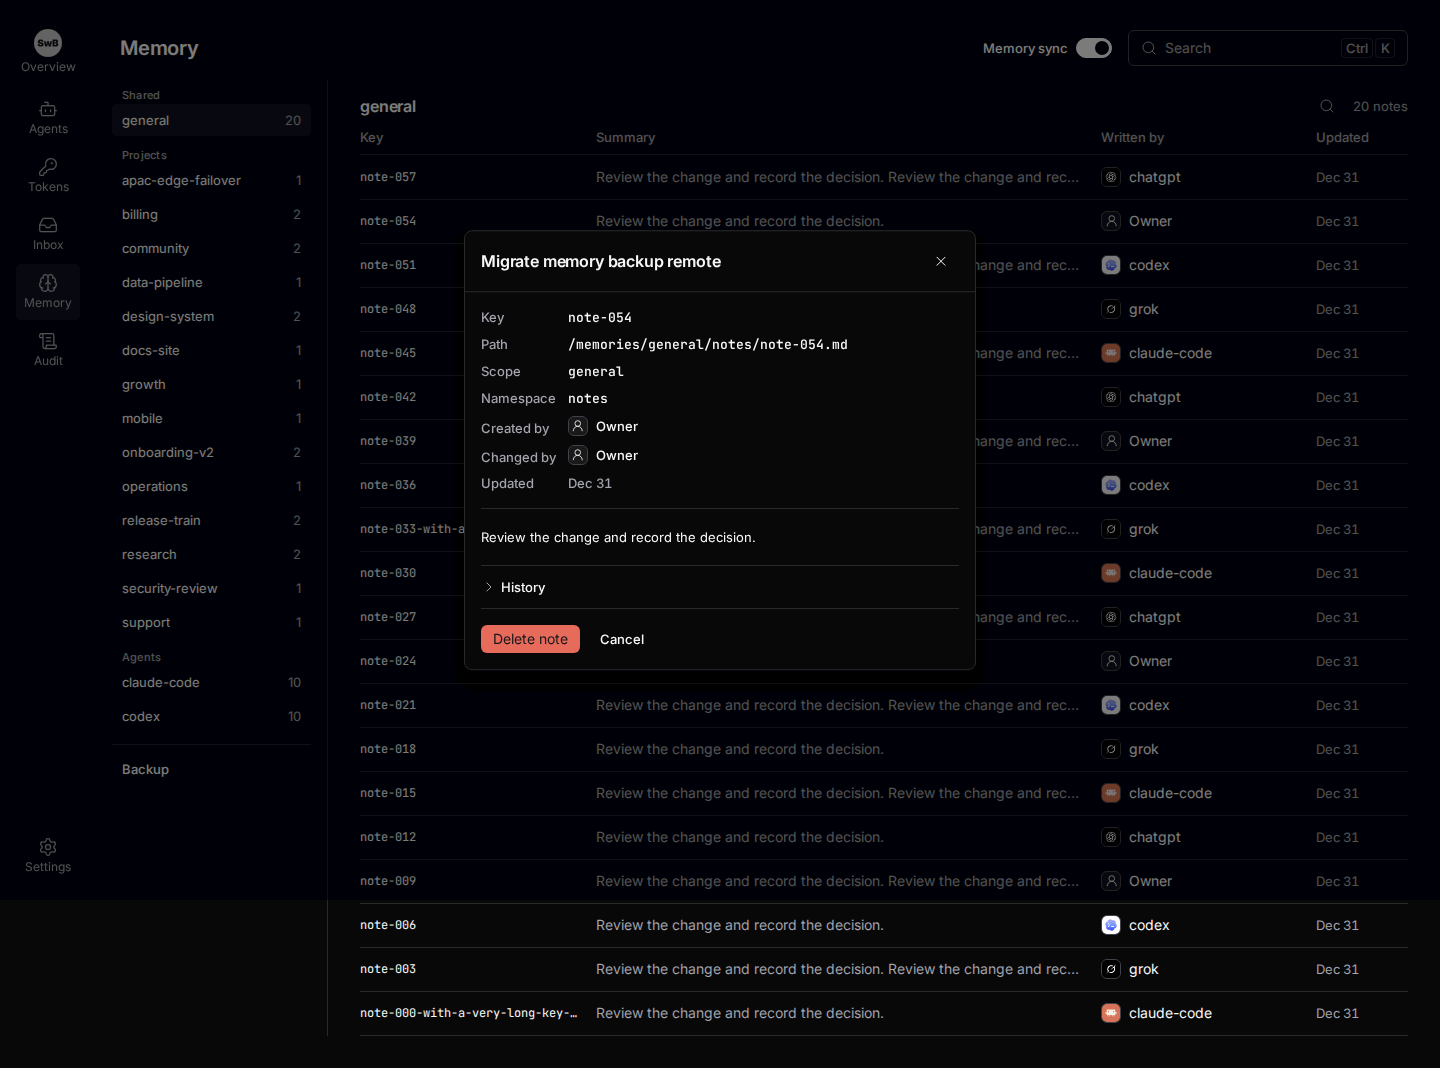 SwB
Overview
Agents
Tokens
Inbox
Memory
Audit
Settings
Memory
Memory sync
Search
Ctrl K
Shared
general 20
Projects
apac-edge-failover 1
billing 2
community 2
data-pipeline 1
design-system 2
docs-site 1
growth 1
mobile 1
onboarding-v2 2
operations 1
release-train 2
research 2
security-review 1
support 1
Agents
claude-code 10
codex 10
Backup
general
20 notes
Key Summary Written by Updated
note-057 Review the change and record the decision. Review the change and rec... chatgpt Dec 31
note-054 Review the change and record the decision. Owner Dec 31
note-051 hange and rec... codex Dec 31
note-048 grok Dec 31
note-045 hange and rec... claude-code Dec 31
note-042 chatgpt Dec 31
note-039 hange and rec... Owner Dec 31
note-036 codex Dec 31
note-033-with-a hange and rec... grok Dec 31
note-030 claude-code Dec 31
note-027 hange and rec... chatgpt Dec 31
note-024 Owner Dec 31
note-021 Review the change and record the decision. Review the change and rec... codex Dec 31
note-018 Review the change and record the decision. grok Dec 31
note-015 Review the change and record the decision. Review the change and rec... claude-code Dec 31
note-012 Review the change and record the decision. chatgpt Dec 31
note-009 Review the change and record the decision. Review the change and rec... Owner Dec 31
note-006 Review the change and record the decision. codex Dec 31
note-003 Review the change and record the decision. Review the change and rec... grok Dec 31
note-000-with-a-very-long-key-… Review the change and record the decision. claude-code Dec 31
Migrate memory backup remote
Key note-054
Path /memories/general/notes/note-054.md
Scope general
Namespace notes
Created by Owner
Changed by Owner
Updated Dec 31
Review the change and record the decision.
History
Delete note Cancel